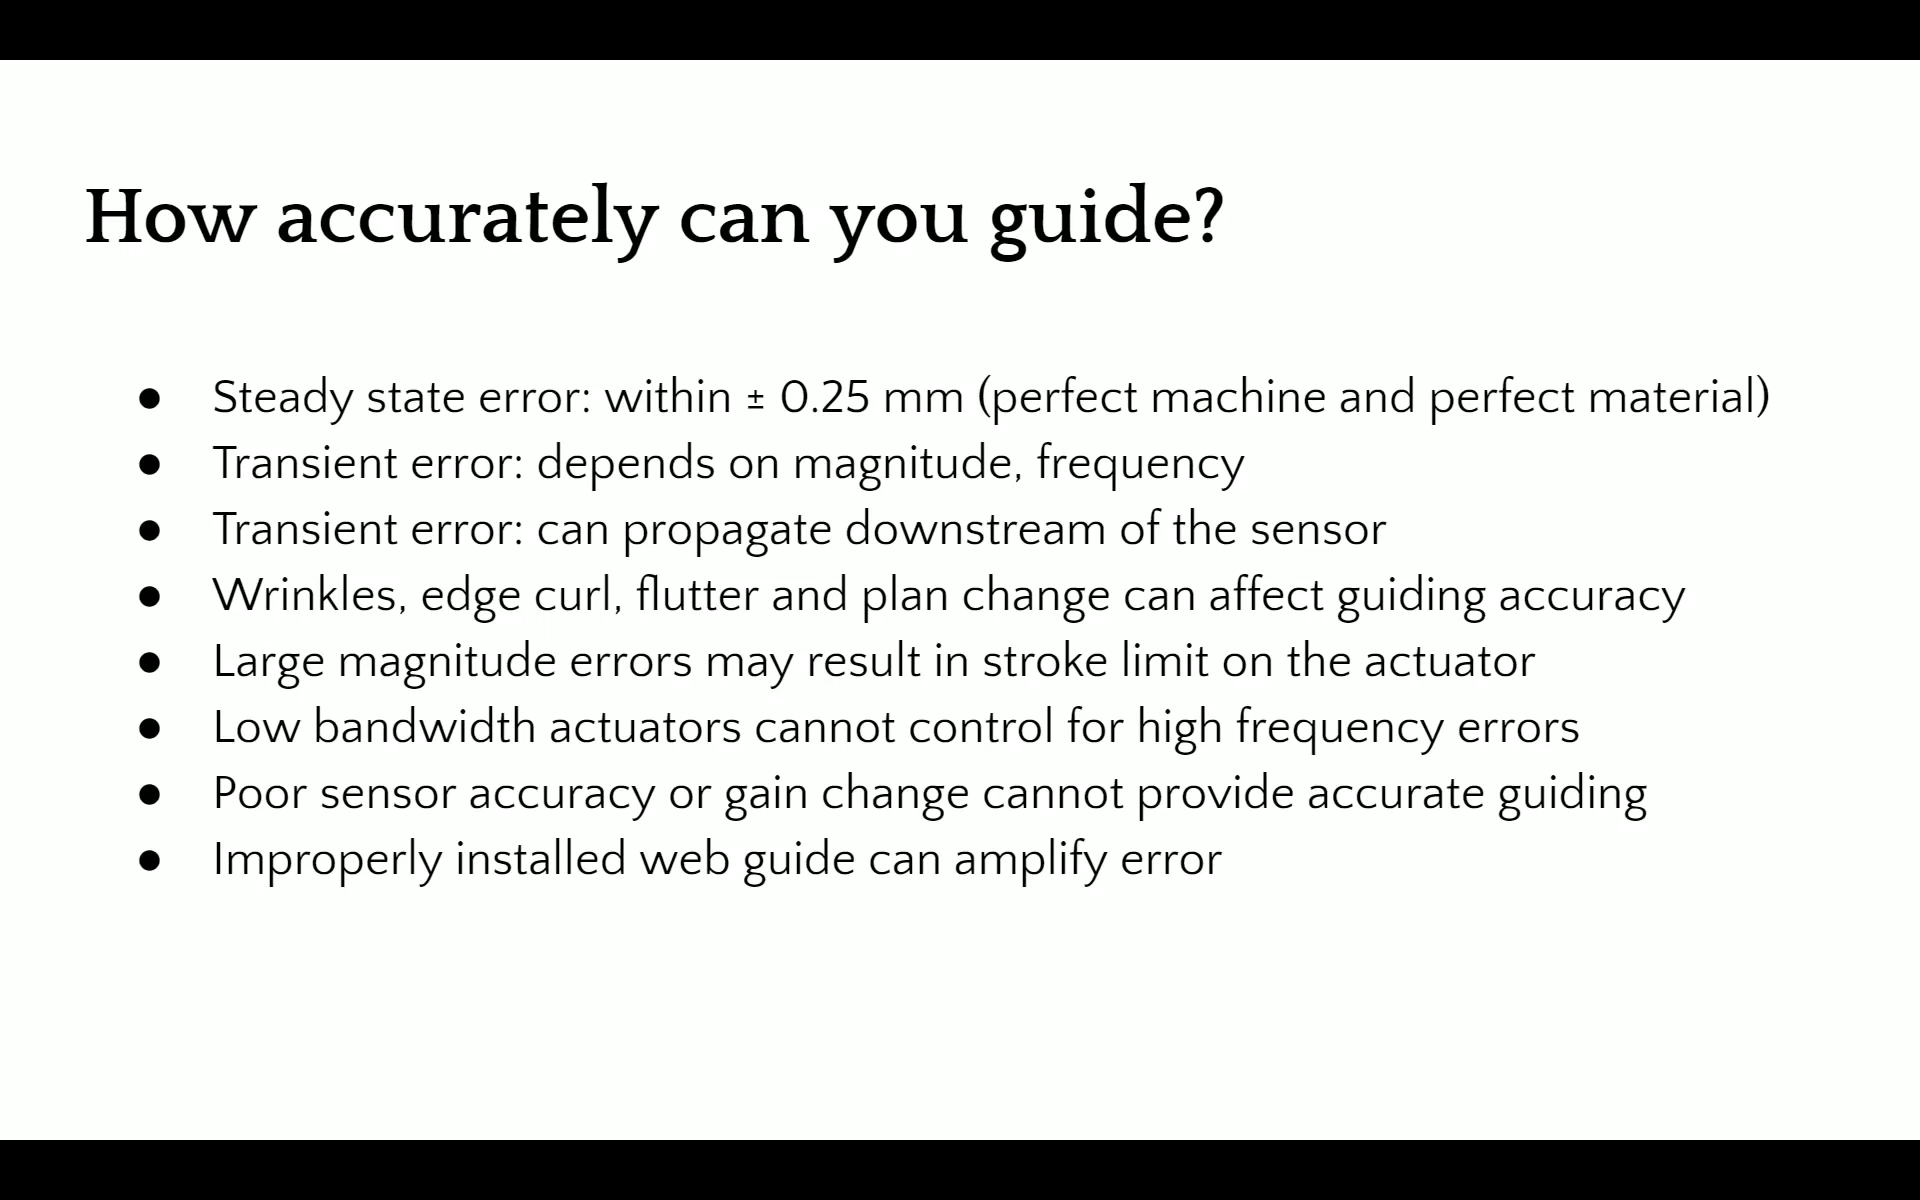 How accurately can you guide?
● Steady state error: within ± 0.25 mm (perfect machine and perfect material)
● Transient error: depends on magnitude, frequency
● Transient error: can propagate downstream of the sensor
● Wrinkles, edge curl, flutter and plan change can affect guiding accuracy
● Large magnitude errors may result in stroke limit on the actuator
● Low bandwidth actuators cannot control for high frequency errors
● Poor sensor accuracy or gain change cannot provide accurate guiding
● Improperly installed web guide can amplify error